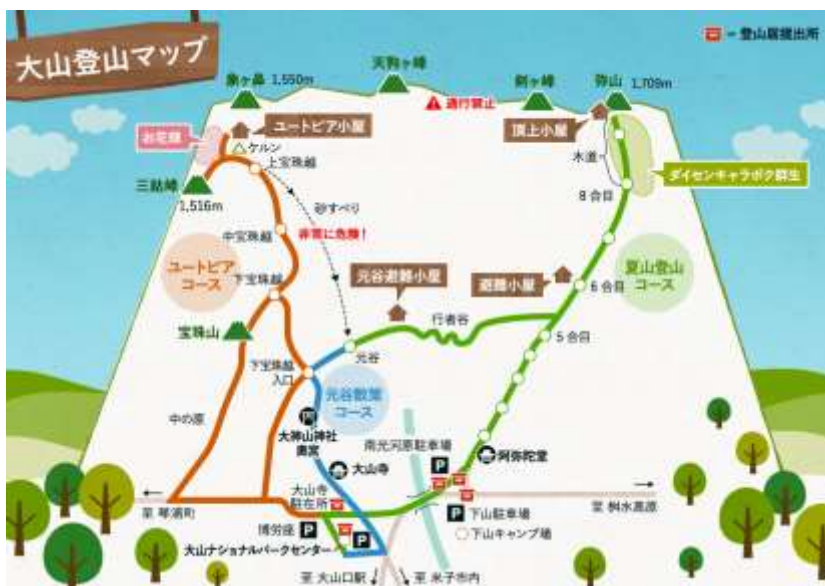 大山登山マップ
= 登山届提出所
象ヶ鼻 1,550m
天狗ヶ峰
剣ヶ峰
弥山 1,709m
通行禁止
お花畑
ユートピア小屋
頂上小屋
ケルン
上宝珠越
木道
ダイセンキャラボク群生
三鈷峰
1,516m
砂すべり
8合目
非常に危険！
中宝珠越
ユートピア
コース
下宝珠越
元谷避難小屋
避難小屋
夏山登山
コース
6合目
宝珠山
行者谷
5合目
元谷
下宝珠越
入口
元谷散策
コース
中の原
大神山神社
奥宮
南光河原駐車場
P
阿弥陀堂
大山寺
大山寺
駐在所
至 琴浦町
至 桝水高原
博労座 P
P
P 下山駐車場
下山キャンプ場
大山ナショナルパークセンター
至 大山口駅
至 米子市内